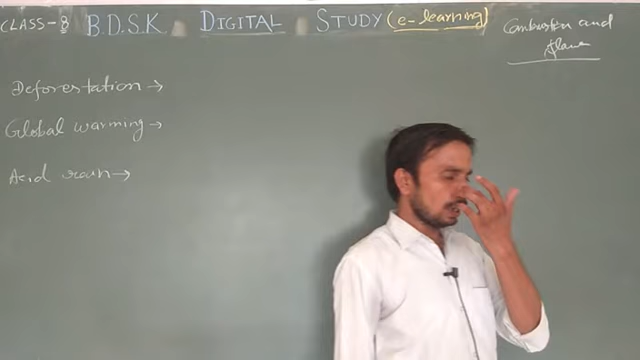 CLASS-8 B.D.S.K. DIGITAL STUDY (e-learning)
Combustion and
flame
Deforestation →
Global warming →
Acid rain →